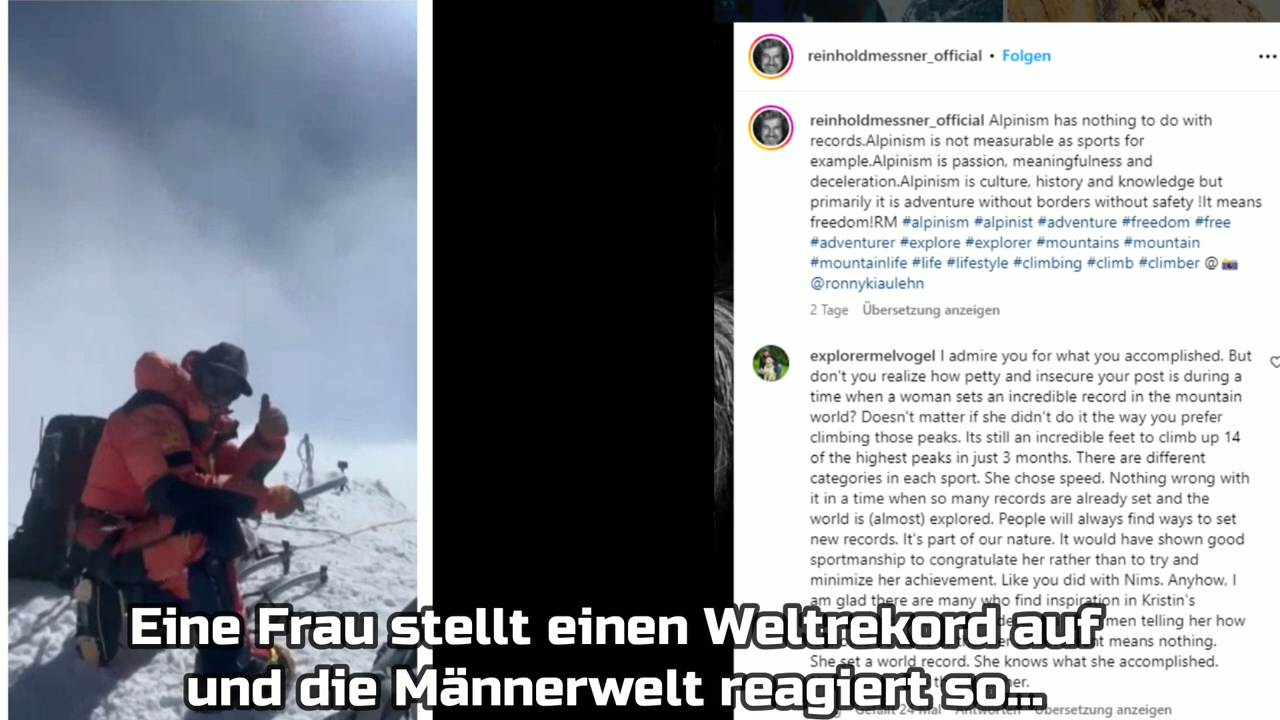 reinholdmessner_official • Folgen
reinholdmessner_official Alpinism has nothing to do with
records.Alpinism is not measurable as sports for
example.Alpinism is passion, meaningfulness and
deceleration.Alpinism is culture, history and knowledge but
primarily it is adventure without borders without safety !It means
freedom!RM #alpinism #alpinist #adventure #freedom #free
#adventurer #explore #explorer #mountains #mountain
#mountainlife #life #lifestyle #climbing #climb #climber @📸
@ronnykiaulehn
2 Tage Übersetzung anzeigen
explorermelvogel I admire you for what you accomplished. But
don't you realize how petty and insecure your post is during a
time when a woman sets an incredible record in the mountain
world? Doesn't matter if she didn't do it the way you prefer
climbing those peaks. Its still an incredible feet to climb up 14
of the highest peaks in just 3 months. There are different
categories in each sport. She chose speed. Nothing wrong with
it in a time when so many records are already set and the
world is (almost) explored. People will always find ways to set
new records. It's part of our nature. It would have shown good
sportmanship to congratulate her rather than to try and
minimize her achievement. Like you did with Nims. Anyhow, I
am glad there are many who find inspiration in Kristin's
men telling her how
means nothing.
She set a world record. She knows what she accomplished.
Gefällt 24 Mal Antworten Übersetzung anzeigen
Eine Frau stellt einen Weltrekord auf
und die Männerwelt reagiert so...